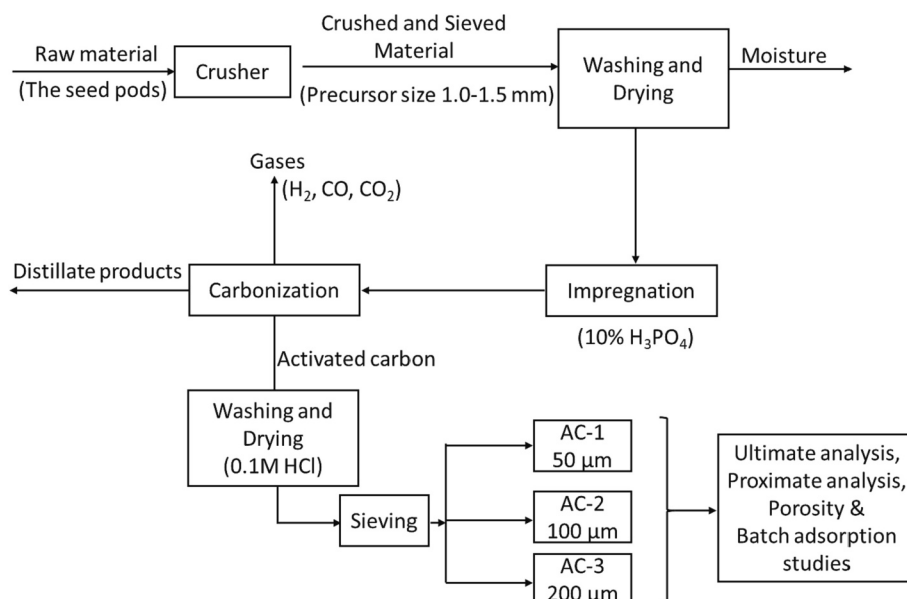 Raw material
(The seed pods)
Crusher
Crushed and Sieved
Material
(Precursor size 1.0-1.5 mm)
Washing and
Drying
Moisture
Gases
(H₂, CO, CO₂)
Distillate products
Carbonization
Impregnation
(10% H₃PO₄)
Activated carbon
Washing and
Drying
(0.1M HCl)
Sieving
AC-1
50 µm
AC-2
100 µm
AC-3
200 µm
Ultimate analysis,
Proximate analysis,
Porosity &
Batch adsorption
studies